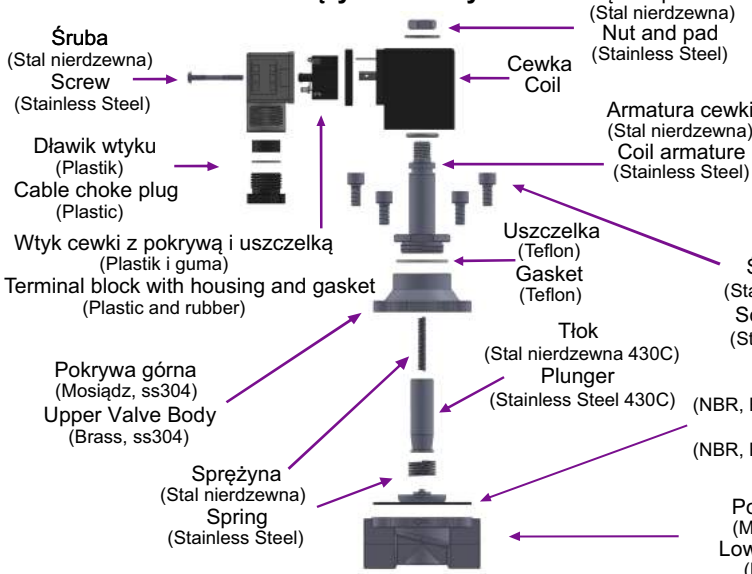 (Stal nierdzewna)
Nut and pad
(Stainless Steel)
Śruba
(Stal nierdzewna)
Screw
(Stainless Steel)
Cewka
Coil
Armatura cewki
(Stal nierdzewna)
Coil armature
(Stainless Steel)
Dławik wtyku
(Plastik)
Cable choke plug
(Plastic)
Wtyk cewki z pokrywą i uszczelką
(Plastik i guma)
Terminal block with housing and gasket
(Plastic and rubber)
Uszczelka
(Teflon)
Gasket
(Teflon)
Tłok
(Stal nierdzewna 430C)
Plunger
(Stainless Steel 430C)
Pokrywa górna
(Mosiądz, ss304)
Upper Valve Body
(Brass, ss304)
(NBR,
(NBR,
Sprężyna
(Stal nierdzewna)
Spring
(Stainless Steel)